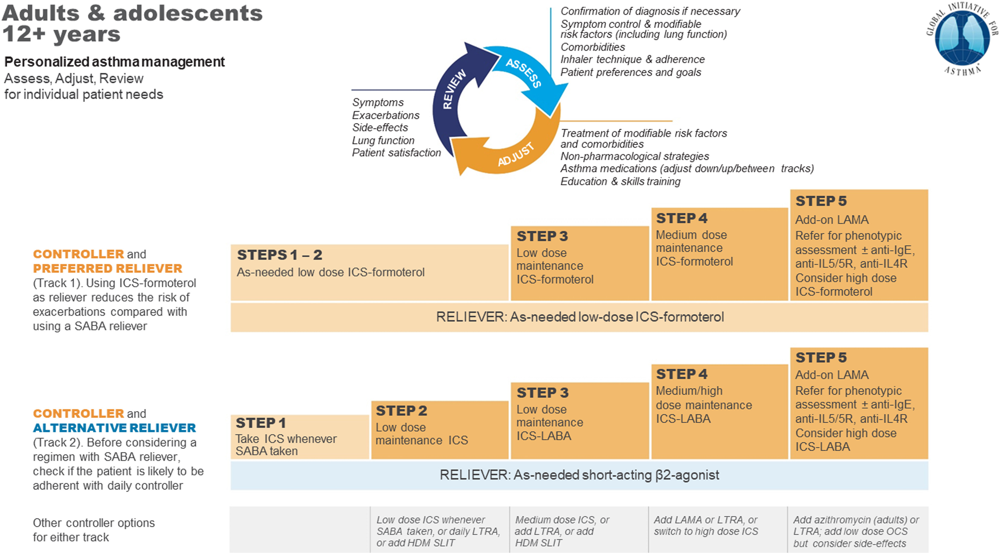 Adults & adolescents
12+ years
Personalized asthma management
Assess, Adjust, Review
for individual patient needs
Confirmation of diagnosis if necessary
Symptom control & modifiable
risk factors (including lung function)
Comorbidities
Inhaler technique & adherence
Patient preferences and goals
GLOBAL INITIATIVE FOR
ASTHMA
REVIEW
ASSESS
ADJUST
Symptoms
Exacerbations
Side-effects
Lung function
Patient satisfaction
Treatment of modifiable risk factors
and comorbidities
Non-pharmacological strategies
Asthma medications (adjust down/up/between tracks)
Education & skills training
CONTROLLER and
PREFERRED RELIEVER
(Track 1). Using ICS-formoterol
as reliever reduces the risk of
exacerbations compared with
using a SABA reliever
STEPS 1 – 2
As-needed low dose ICS-formoterol
STEP 3
Low dose
maintenance
ICS-formoterol
STEP 4
Medium dose
maintenance
ICS-formoterol
STEP 5
Add-on LAMA
Refer for phenotypic
assessment ± anti-IgE,
anti-IL5/5R, anti-IL4R
Consider high dose
ICS-formoterol
RELIEVER: As-needed low-dose ICS-formoterol
CONTROLLER and
ALTERNATIVE RELIEVER
(Track 2). Before considering a
regimen with SABA reliever,
check if the patient is likely to be
adherent with daily controller
STEP 1
Take ICS whenever
SABA taken
STEP 2
Low dose
maintenance ICS
STEP 3
Low dose
maintenance
ICS-LABA
STEP 4
Medium/high
dose maintenance
ICS-LABA
STEP 5
Add-on LAMA
Refer for phenotypic
assessment ± anti-IgE,
anti-IL5/5R, anti-IL4R
Consider high dose
ICS-LABA
RELIEVER: As-needed short-acting β2-agonist
Other controller options
for either track
Low dose ICS whenever
SABA taken, or daily LTRA,
or add HDM SLIT
Medium dose ICS, or
add LTRA, or add
HDM SLIT
Add LAMA or LTRA, or
switch to high dose ICS
Add azithromycin (adults) or
LTRA; add low dose OCS
but consider side-effects